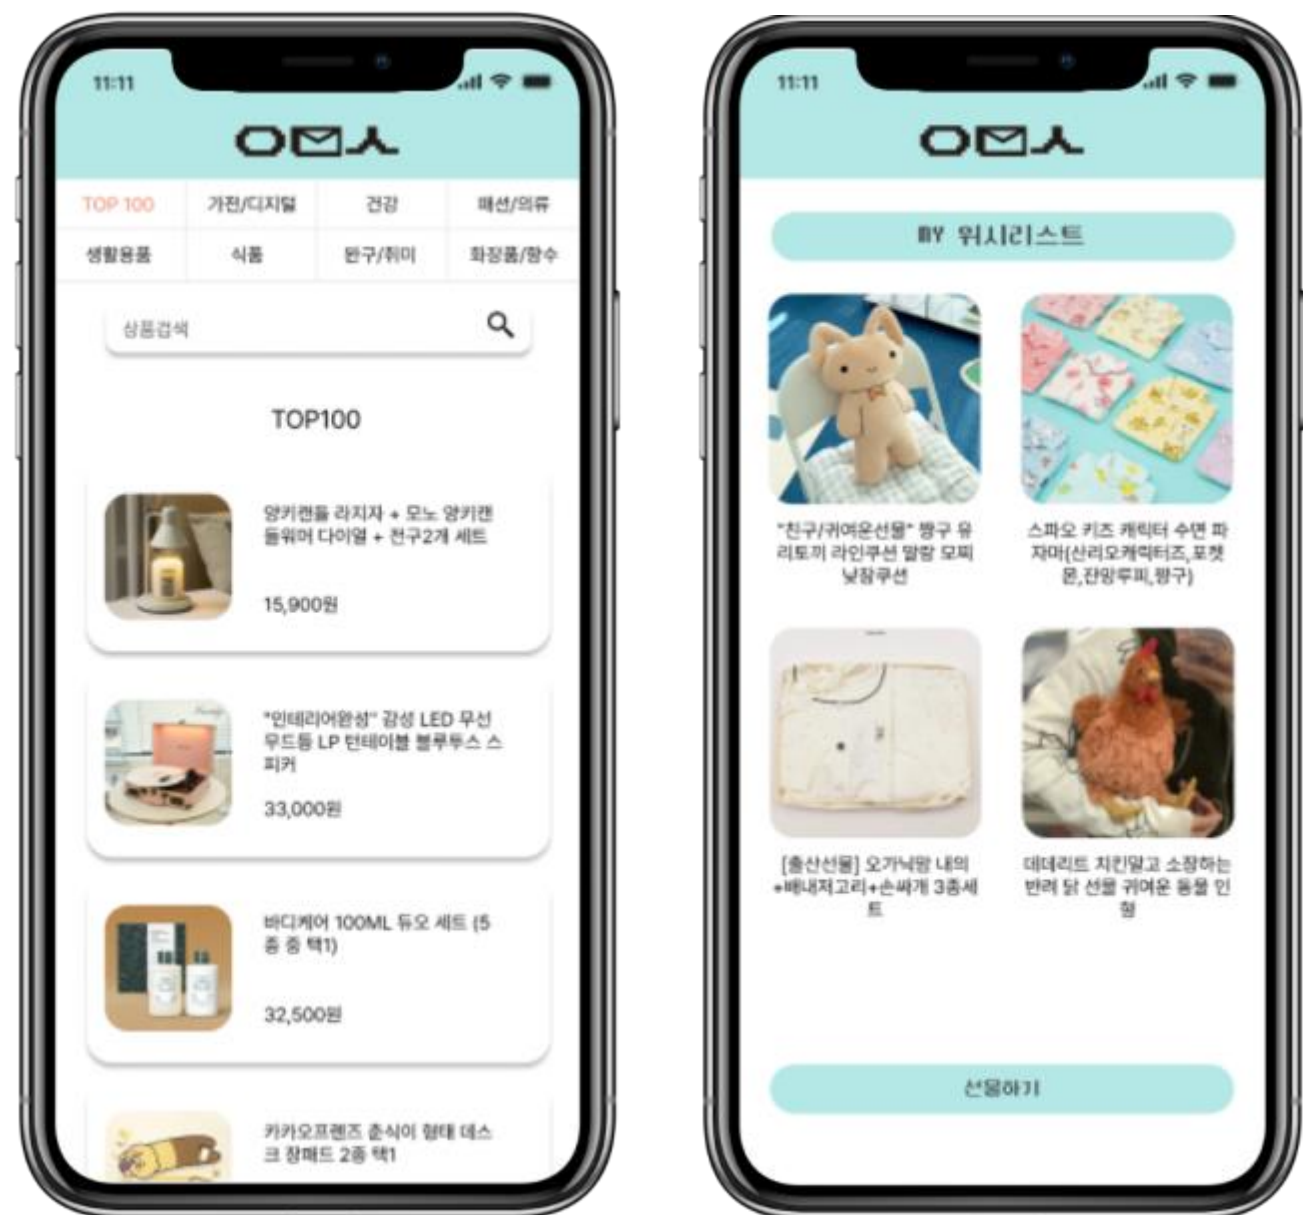 11:11
ㅇㅁㅅ
TOP 100 가전/디지털 건강 패션/의류
생활용품 식품 완구/취미 화장품/향수
상품검색
TOP100
양키캔들 라지자 + 모노 양키캔
들워머 다이얼 + 전구2개 세트
15,900원
"인테리어완성" 감성 LED 무선
무드등 LP 턴테이블 블루투스 스
피커
33,000원
바디케어 100ML 듀오 세트 (5
종 중 택1)
32,500원
카카오프렌즈 춘식이 형태 데스
크 장패드 2종 택1
11:11
ㅇㅁㅅ
MY 위시리스트
"친구/귀여운선물" 짱구 유
리토끼 라인쿠션 말랑 모찌
낮잠쿠션
스파오 키즈 캐릭터 수면 파
자마(산리오캐릭터즈,포켓
몬,잔망루피,짱구)
[출산선물] 오가닉맘 내의
+배내저고리+손싸개 3종세
트
데데리트 치킨말고 소장하는
반려 닭 선물 귀여운 동물 인
형
선물하기